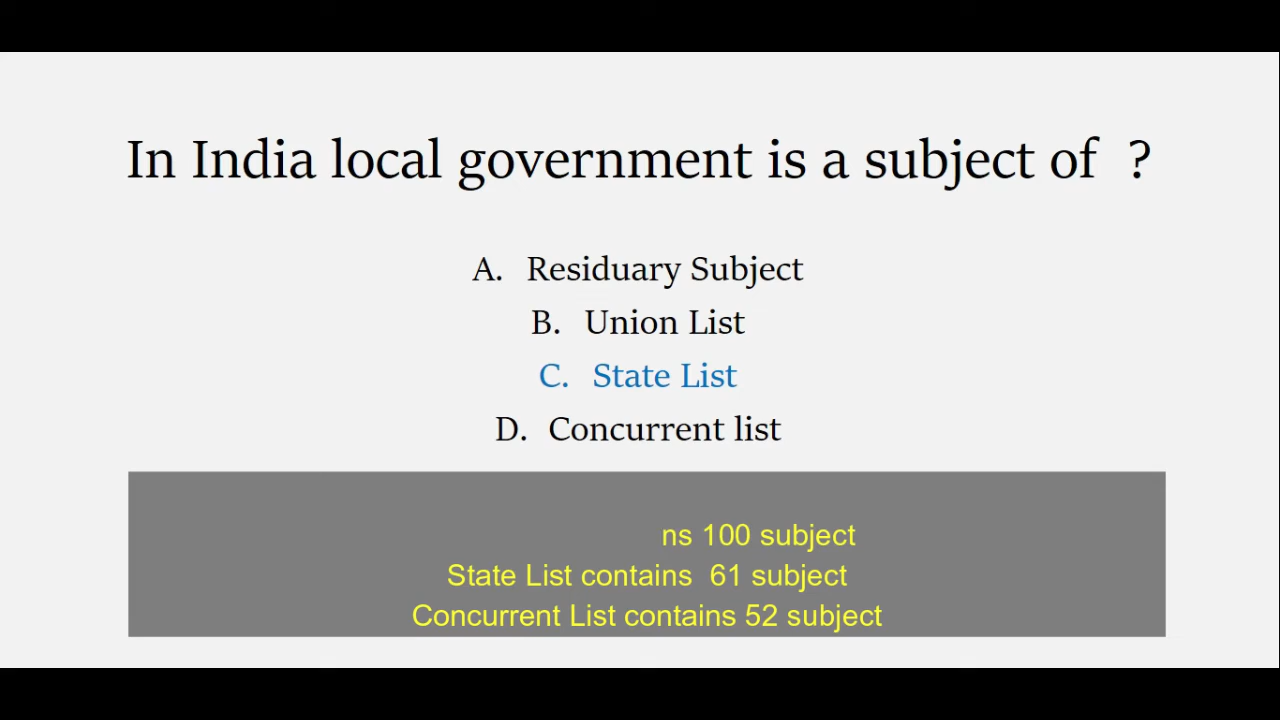 In India local government is a subject of ?
A. Residuary Subject
B. Union List
C. State List
D. Concurrent list
ns 100 subject
State List contains 61 subject
Concurrent List contains 52 subject